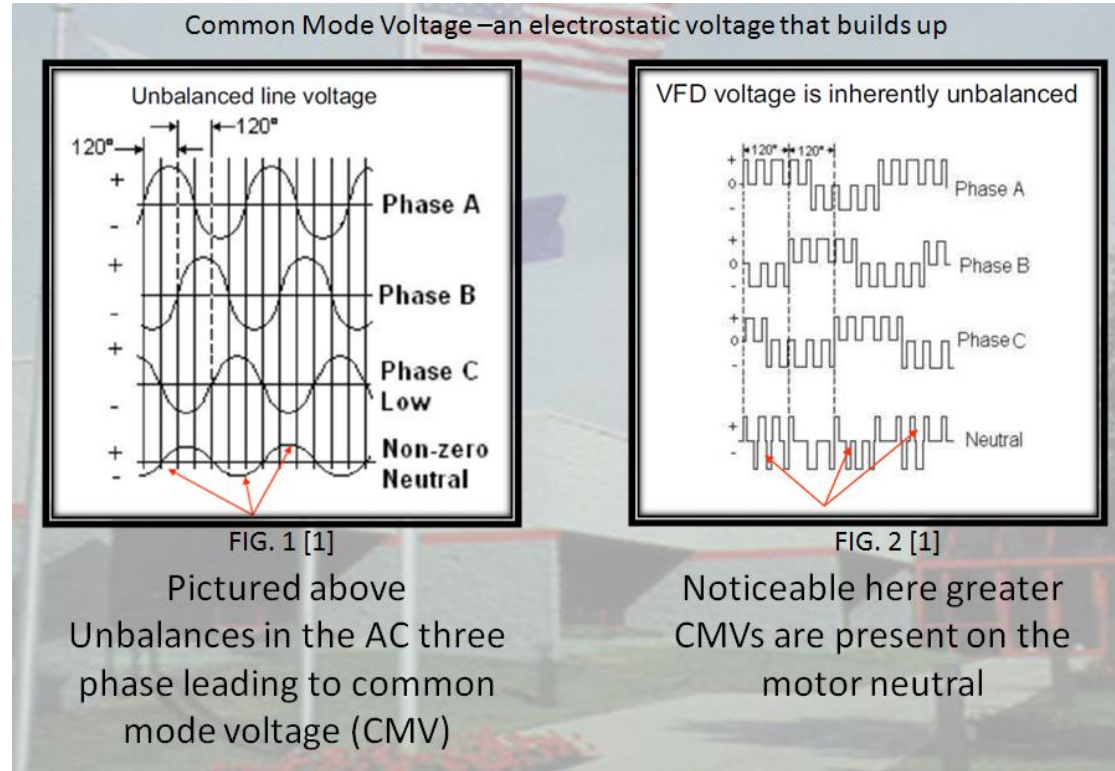 Common Mode Voltage –an electrostatic voltage that builds up
Unbalanced line voltage
120°
120°
+
-
Phase A
+
-
Phase B
+
-
Phase C
Low
+
-
Non-zero
Neutral
FIG. 1 [1]
Pictured above
Unbalances in the AC three
phase leading to common
mode voltage (CMV)
VFD voltage is inherently unbalanced
120° 120°
+
0
-
Phase A
+
0
-
Phase B
+
0
-
Phase C
+
-
Neutral
FIG. 2 [1]
Noticeable here greater
CMVs are present on the
motor neutral